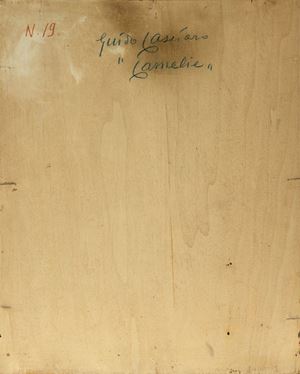 N. 19.
Guido Casciaro
"Camelie"